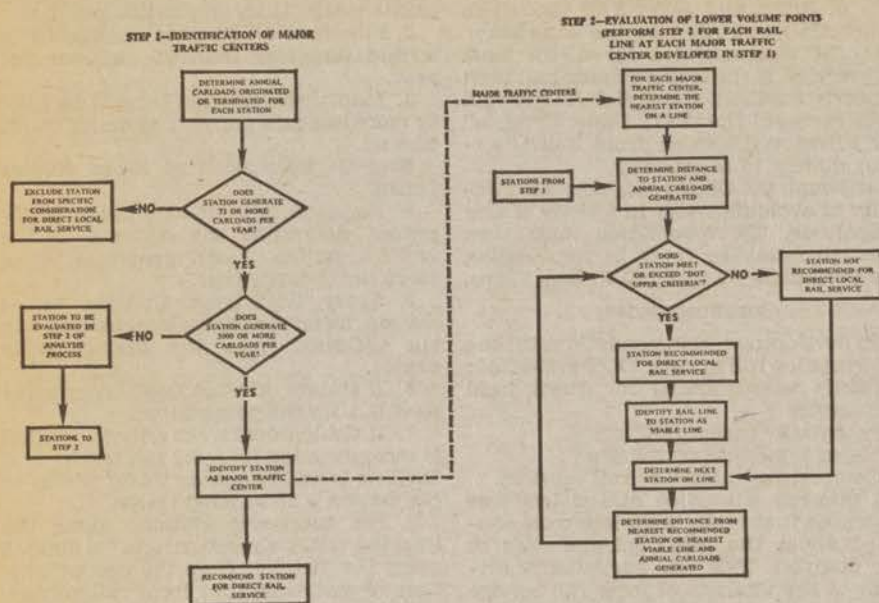 STEP 1—IDENTIFICATION OF MAJOR
TRAFFIC CENTERS
DETERMINE ANNUAL
CARLOADS ORIGINATED
OR TERMINATED FOR
EACH STATION
DOES
STATION GENERATE
75 OR MORE
CARLOADS PER
YEAR?
NO
EXCLUDE STATION
FROM SPECIFIC
CONSIDERATION
FOR DIRECT LOCAL
RAIL SERVICE
YES
DOES
STATION GENERATE
5000 OR MORE
CARLOADS PER
YEAR?
NO
STATION TO BE
EVALUATED IN
STEP 2 OF
ANALYSIS
PROCESS
STATIONS TO
STEP 2
YES
IDENTIFY STATION
AS MAJOR TRAFFIC
CENTER
RECOMMEND STATION
FOR DIRECT RAIL
SERVICE
MAJOR TRAFFIC CENTERS
STEP 2—EVALUATION OF LOWER VOLUME POINTS
(PERFORM STEP 2 FOR EACH RAIL
LINE AT EACH MAJOR TRAFFIC
CENTER DEVELOPED IN STEP 1)
FOR EACH MAJOR
TRAFFIC CENTER,
DETERMINE THE
NEAREST STATION
ON A LINE
STATIONS FROM
STEP 1
DETERMINE DISTANCE
TO STATION AND
ANNUAL CARLOADS
GENERATED
DOES
STATION MEET
OR EXCEED "DOT
UPPER CRITERIA"?
NO
STATION NOT
RECOMMENDED FOR
DIRECT LOCAL
RAIL SERVICE
YES
STATION RECOMMENDED
FOR DIRECT LOCAL
RAIL SERVICE
IDENTIFY RAIL LINE
TO STATION AS
VIABLE LINE
DETERMINE NEXT
STATION ON LINE
DETERMINE DISTANCE FROM
NEAREST RECOMMENDED
STATION OR NEAREST
VIABLE LINE AND
ANNUAL CARLOADS
GENERATED